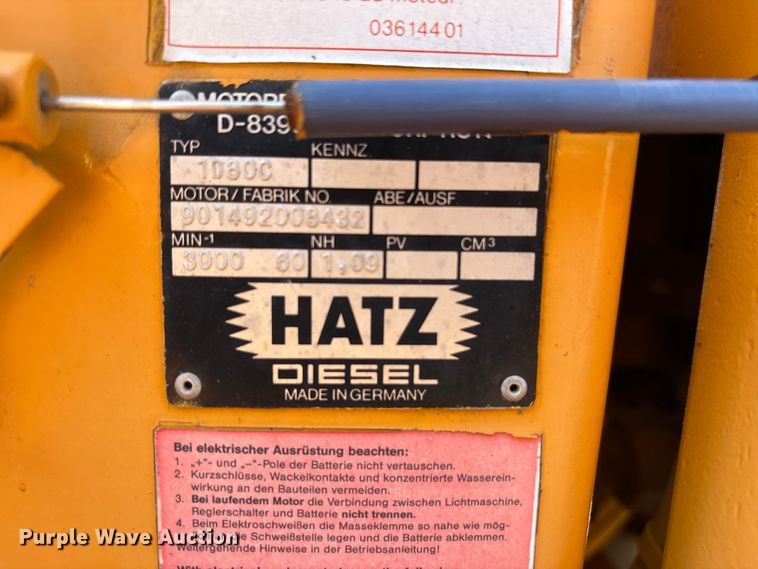 03614401
D-839
TYP KENNZ.
1D80C
MOTOR/FABRIK NO. ABE/AUSF
901492008432
MIN-1 NH PV CM3
3000 60 1,09
HATZ
DIESEL
MADE IN GERMANY
Bei elektrischer Ausrüstung beachten:
1. „+"- und „–"-Pole der Batterie nicht vertauschen.
2. Kurzschlüsse, Wackelkontakte und konzentrierte Wasserein-
wirkung an den Bauteilen vermeiden.
3. Bei laufendem Motor die Verbindung zwischen Lichtmaschine,
Reglerschalter und Batterie nicht trennen.
4. Beim Elektroschweißen die Masseklemme so nahe wie mög-
die Schweißstelle legen und die Batterie abklemmen.
Weitergehende Hinweise in der Betriebsanleitung!
Purple Wave Auction